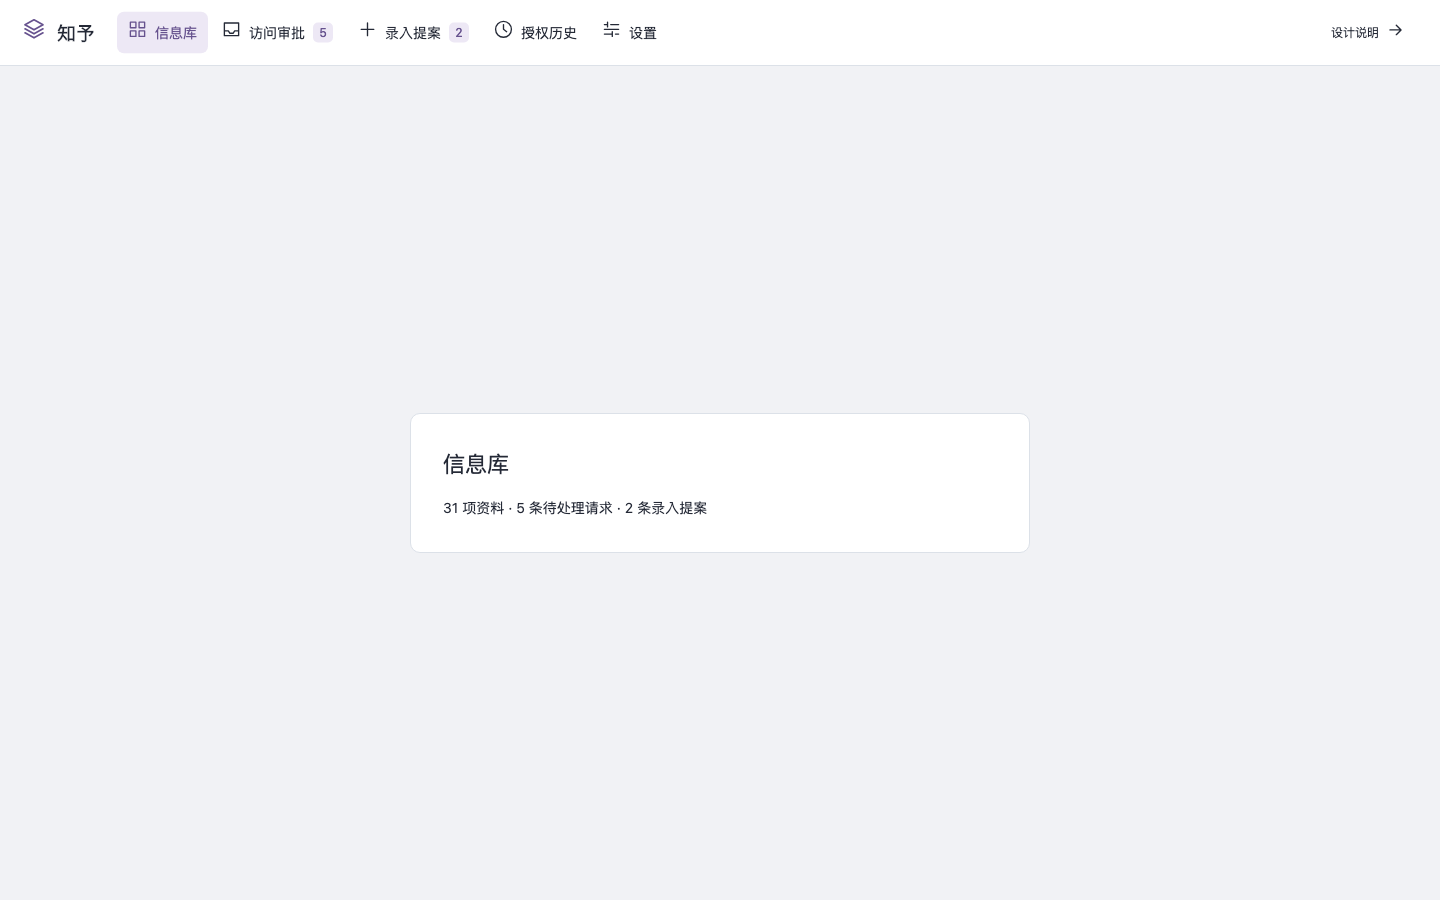 知予
信息库
访问审批 5
录入提案 2
授权历史
设置
设计说明
信息库
31 项资料 · 5 条待处理请求 · 2 条录入提案